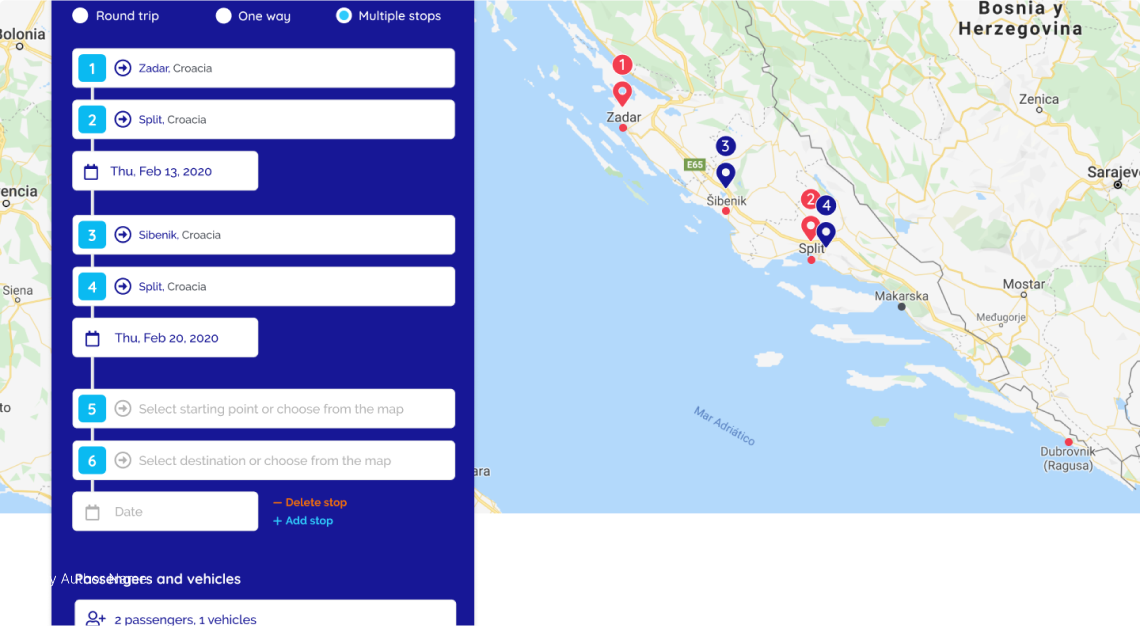 Round trip
One way
Multiple stops
1
Zadar, Croacia
2
Split, Croacia
Thu, Feb 13, 2020
3
Sibenik, Croacia
4
Split, Croacia
Thu, Feb 20, 2020
5
Select starting point or choose from the map
6
Select destination or choose from the map
Date
– Delete stop
+ Add stop
Passengers and vehicles
2 passengers, 1 vehicles
Bosnia y
Herzegovina
1
Zadar
Zenica
3
E65
Sarajev
Šibenik
2
4
Split
Mostar
Makarska
Međugorje
Mar Adriático
Dubrovnik
(Ragusa)
Bolonia
encia
Siena
to
ara